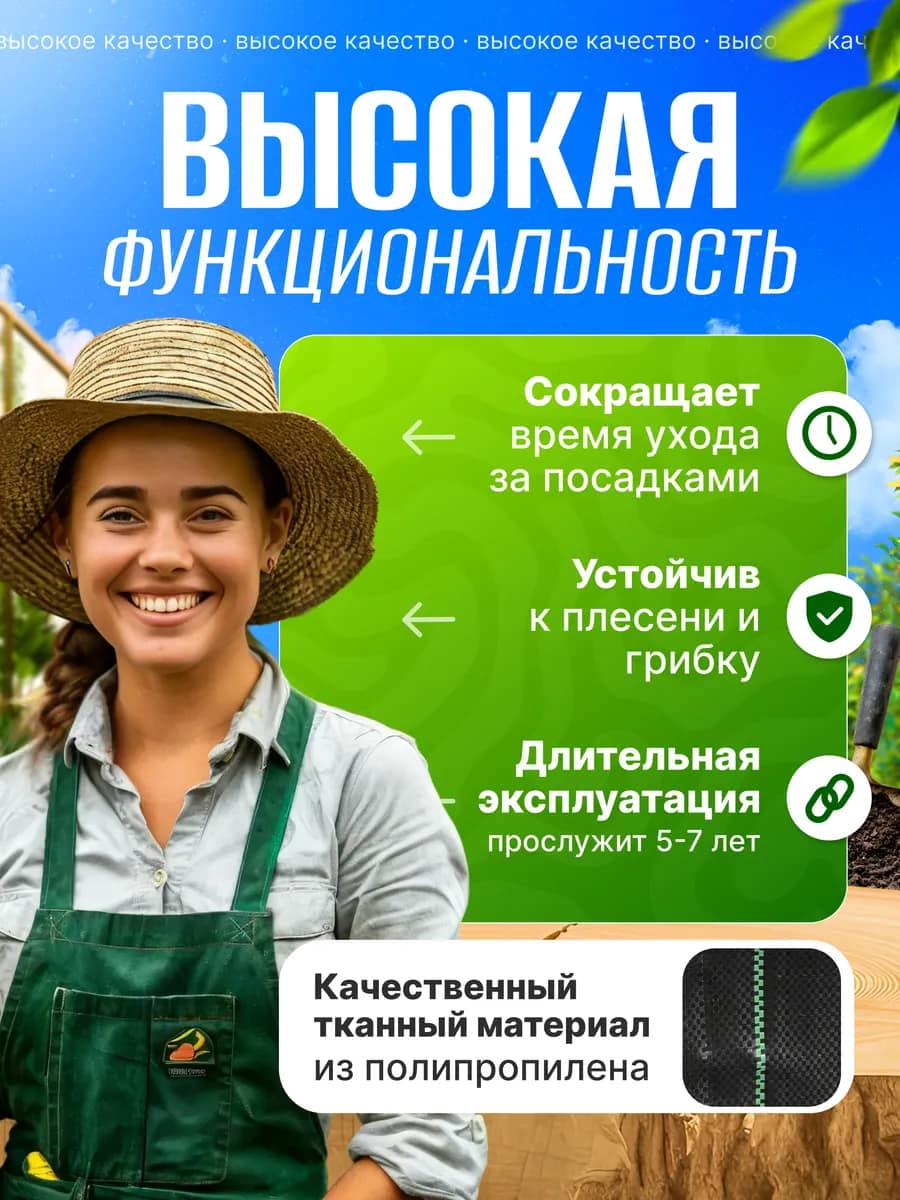 высокое качество · высокое качество · высокое качество · высо кач
ВЫСОКАЯ
ФУНКЦИОНАЛЬНОСТЬ
Сокращает
время ухода
за посадками
Устойчив
к плесени и
грибку
Длительная
эксплуатация
прослужит 5-7 лет
Качественный
тканный материал
из полипропилена